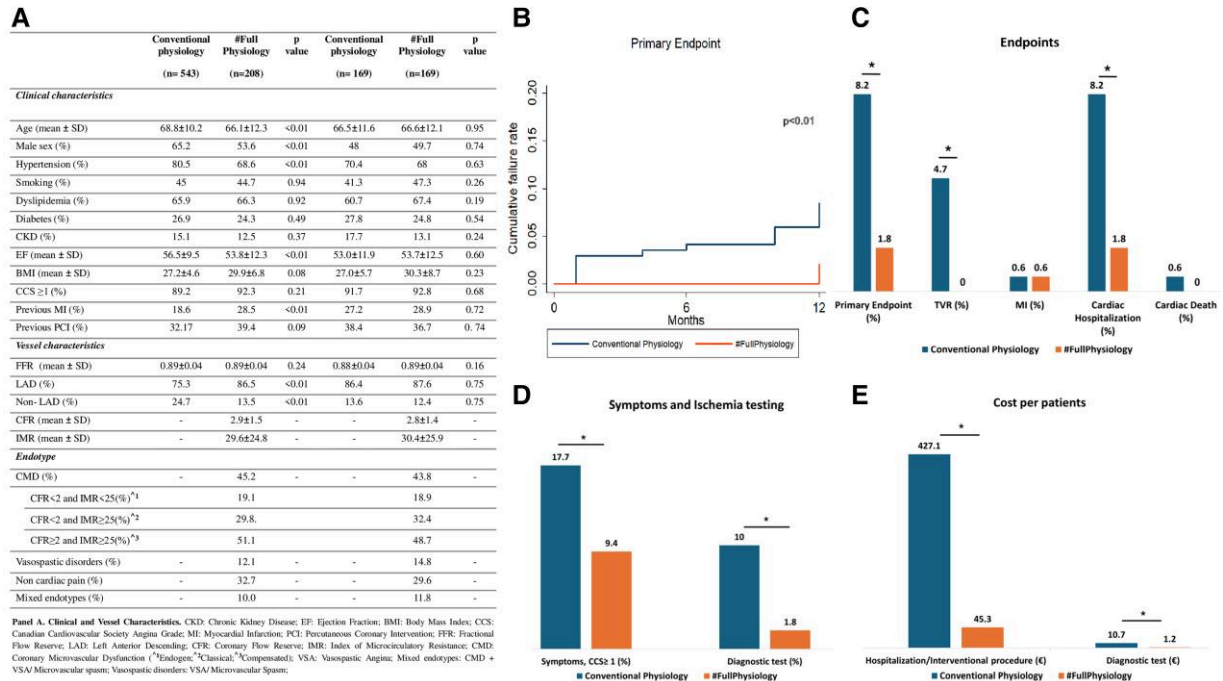 A
Conventional physiology (n= 543) #Full Physiology (n=208) p value Conventional physiology (n= 169) #Full Physiology (n=169) p value
Clinical characteristics
Age (mean ± SD) 68.8±10.2 66.1±12.3 <0.01 66.5±11.6 66.6±12.1 0.95
Male sex (%) 65.2 53.6 <0.01 48 49.7 0.74
Hypertension (%) 80.5 68.6 <0.01 70.4 68 0.63
Smoking (%) 45 44.7 0.94 41.3 47.3 0.26
Dyslipidemia (%) 65.9 66.3 0.92 60.7 67.4 0.19
Diabetes (%) 26.9 24.3 0.49 27.8 24.8 0.54
CKD (%) 15.1 12.5 0.37 17.7 13.1 0.24
EF (mean ± SD) 56.5±9.5 53.8±12.3 <0.01 53.0±11.9 53.7±12.5 0.60
BMI (mean ± SD) 27.2±4.6 29.9±6.8 0.08 27.0±5.7 30.3±8.7 0.23
CCS ≥1 (%) 89.2 92.3 0.21 91.7 92.8 0.68
Previous MI (%) 18.6 28.5 <0.01 27.2 28.9 0.72
Previous PCI (%) 32.17 39.4 0.09 38.4 36.7 0. 74
Vessel characteristics
FFR (mean ± SD) 0.89±0.04 0.89±0.04 0.24 0.88±0.04 0.89±0.04 0.16
LAD (%) 75.3 86.5 <0.01 86.4 87.6 0.75
Non- LAD (%) 24.7 13.5 <0.01 13.6 12.4 0.75
CFR (mean ± SD) - 2.9±1.5 - - 2.8±1.4 -
IMR (mean ± SD) - 29.6±24.8 - - 30.4±25.9 -
Endotype
CMD (%) - 45.2 - - 43.8 -
CFR<2 and IMR<25(%)^1 19.1 18.9
CFR<2 and IMR≥25(%)^2 29.8. 32.4
CFR≥2 and IMR≥25(%)^3 51.1 48.7
Vasospastic disorders (%) - 12.1 - - 14.8 -
Non cardiac pain (%) - 32.7 - - 29.6 -
Mixed endotypes (%) - 10.0 - - 11.8 -
Panel A. Clinical and Vessel Characteristics. CKD: Chronic Kidney Disease; EF: Ejection Fraction; BMI: Body Mass Index; CCS:
Canadian Cardiovascular Society Angina Grade; MI: Myocardial Infarction; PCI: Percutaneous Coronary Intervention; FFR: Fractional
Flow Reserve; LAD: Left Anterior Descending; CFR: Coronary Flow Reserve; IMR: Index of Microcirculatory Resistance; CMD:
Coronary Microvascular Dysfunction (^1Endogen;^2Classical;^3Compensated); VSA: Vasospastic Angina; Mixed endotypes: CMD +
VSA/ Microvascular spasm; Vasospastic disorders: VSA/ Microvascular Spasm;
B
Primary Endpoint
Cumulative failure rate
0.20
0.15
0.10
0.05
0.00
p<0.01
0 6 12
Months
Conventional Physiology #FullPhysiology
C
Endpoints
* * *
8.2 1.8 4.7 0 0.6 0.6 8.2 1.8 0.6 0
Primary Endpoint (%) TVR (%) MI (%) Cardiac Hospitalization (%) Cardiac Death (%)
Conventional Physiology #FullPhysiology
D
Symptoms and Ischemia testing
* *
17.7 9.4 10 1.8
Symptoms, CCS≥ 1 (%) Diagnostic test (%)
Conventional Physiology #FullPhysiology
E
Cost per patients
* *
427.1 45.3 10.7 1.2
Hospitalization/Interventional procedure (€) Diagnostic test (€)
Conventional Physiology #FullPhysiology